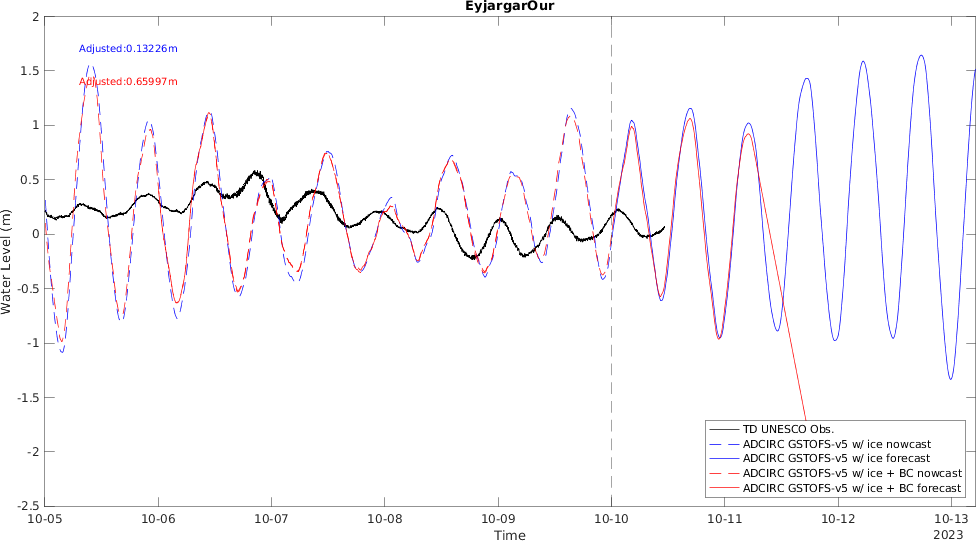 EyjargarOur
Adjusted:0.13226m
Adjusted:0.65997m
Water Level (m)
2
1.5
1
0.5
0
-0.5
-1
-1.5
-2
-2.5
TD UNESCO Obs.
ADCIRC GSTOFS-v5 w/ ice nowcast
ADCIRC GSTOFS-v5 w/ ice forecast
ADCIRC GSTOFS-v5 w/ ice + BC nowcast
ADCIRC GSTOFS-v5 w/ ice + BC forecast
10-05 10-06 10-07 10-08 10-09 10-10 10-11 10-12 10-13
Time
2023